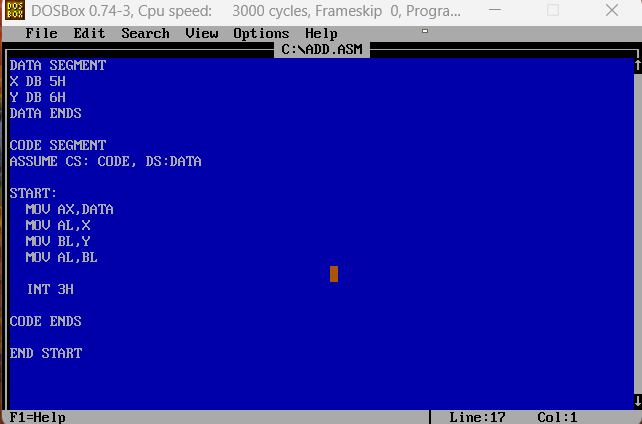 DOSBox 0.74-3, Cpu speed: 3000 cycles, Frameskip 0, Progra...
File Edit Search View Options Help
C:\ADD.ASM
DATA SEGMENT
X DB 5H
Y DB 6H
DATA ENDS
CODE SEGMENT
ASSUME CS: CODE, DS:DATA
START:
MOV AX,DATA
MOV AL,X
MOV BL,Y
MOV AL,BL
INT 3H
CODE ENDS
END START
F1=Help Line:17 Col:1